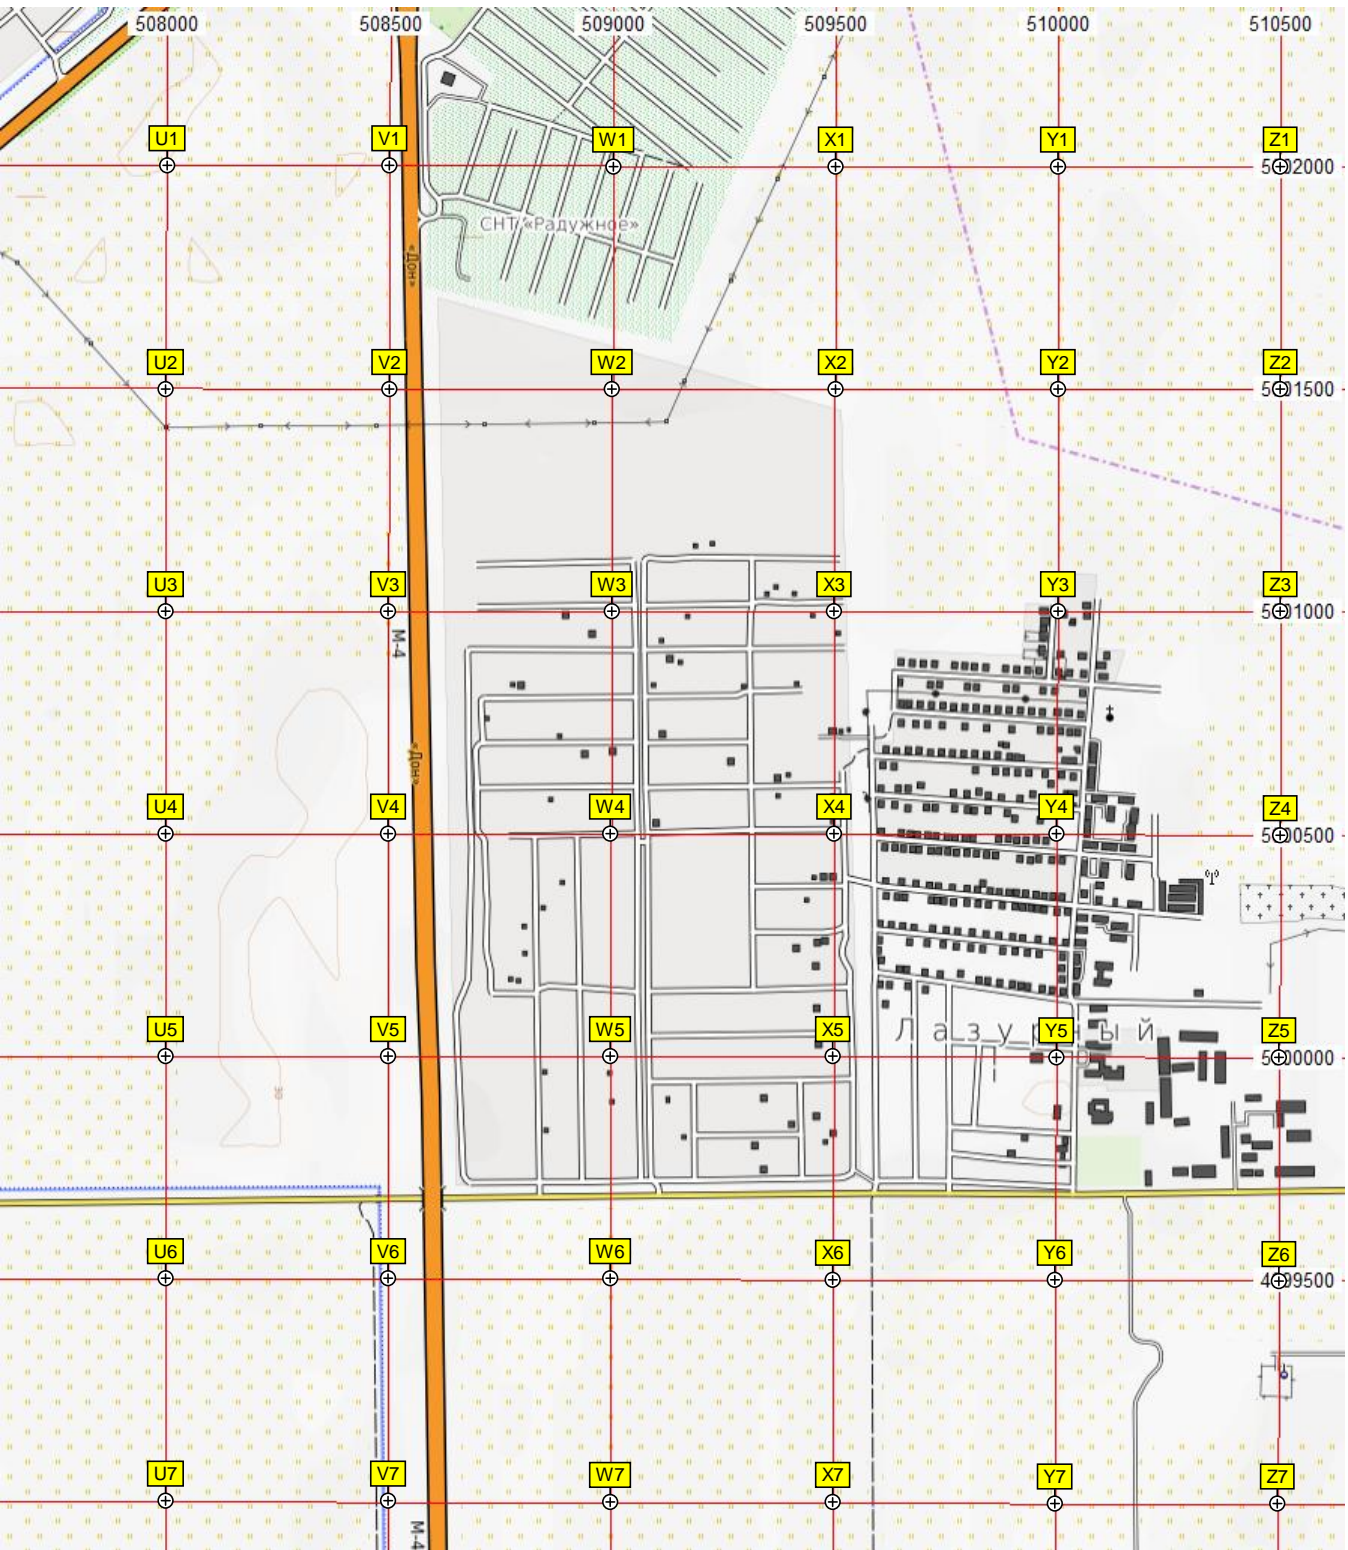 508000 508500 509000 509500 510000 510500
U1 V1 W1 X1 Y1 Z1
5002000
СНТ «Радужное»
«Дон»
U2 V2 W2 X2 Y2 Z2
5001500
U3 V3 W3 X3 Y3 Z3
5001000
М-4
«Дон»
U4 V4 W4 X4 Y4 Z4
5000500
U5 V5 W5 X5 Y5 Z5
Лазурный
5000000
30
U6 V6 W6 X6 Y6 Z6
4999500
U7 V7 W7 X7 Y7 Z7
М-4